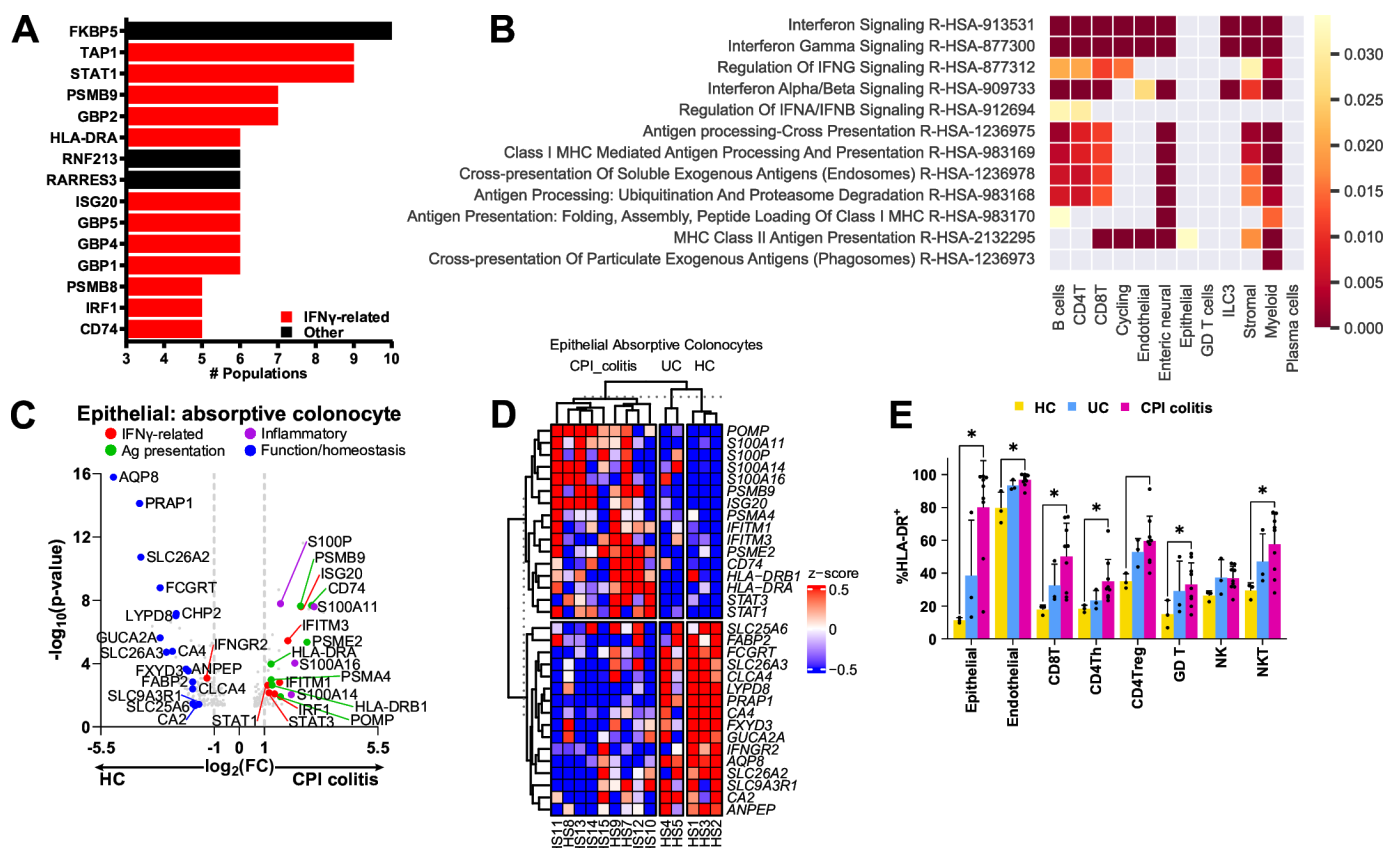 A
FKBP5
TAP1
STAT1
PSMB9
GBP2
HLA-DRA
RNF213
RARRES3
ISG20
GBP5
GBP4
GBP1
PSMB8
IRF1
CD74
IFNγ-related
Other
3 4 5 6 7 8 9 10
# Populations
B
Interferon Signaling R-HSA-913531
Interferon Gamma Signaling R-HSA-877300
Regulation Of IFNG Signaling R-HSA-877312
Interferon Alpha/Beta Signaling R-HSA-909733
Regulation Of IFNA/IFNB Signaling R-HSA-912694
Antigen processing-Cross Presentation R-HSA-1236975
Class I MHC Mediated Antigen Processing And Presentation R-HSA-983169
Cross-presentation Of Soluble Exogenous Antigens (Endosomes) R-HSA-1236978
Antigen Processing: Ubiquitination And Proteasome Degradation R-HSA-983168
Antigen Presentation: Folding, Assembly, Peptide Loading Of Class I MHC R-HSA-983170
MHC Class II Antigen Presentation R-HSA-2132295
Cross-presentation Of Particulate Exogenous Antigens (Phagosomes) R-HSA-1236973
B cells
CD4T
CD8T
Cycling
Endothelial
Enteric neural
Epithelial
GD T cells
ILC3
Stromal
Myeloid
Plasma cells
0.030
0.025
0.020
0.015
0.010
0.005
0.000
C
Epithelial: absorptive colonocyte
IFNγ-related
Inflammatory
Ag presentation
Function/homeostasis
-log10(p-value)
16
12
8
4
0
AQP8
PRAP1
SLC26A2
FCGRT
LYPD8
CHP2
GUCA2A
IFNGR2
SLC26A3
CA4
FXYD3
ANPEP
FABP2
CLCA4
SLC9A3R1
SLC25A6
CA2
S100P
PSMB9
ISG20
CD74
S100A11
IFITM3
PSME2
HLA-DRA
S100A16
PSMA4
IFITM1
S100A14
HLA-DRB1
IRF1
STAT1
STAT3
POMP
-5.5 -1 0 1 5.5
HC
log2(FC)
CPI colitis
D
Epithelial Absorptive Colonocytes
CPI_colitis UC HC
POMP
S100A11
S100P
S100A14
S100A16
PSMB9
ISG20
PSMA4
IFITM1
IFITM3
PSME2
CD74
HLA-DRB1
HLA-DRA
STAT3
STAT1
SLC25A6
FABP2
FCGRT
SLC26A3
CLCA4
LYPD8
PRAP1
CA4
FXYD3
GUCA2A
IFNGR2
AQP8
SLC26A2
SLC9A3R1
CA2
ANPEP
IS11
HS8
IS13
IS14
IS15
HS9
HS7
IS12
IS10
HS4
HS5
HS1
HS3
HS2
z-score
0.5
0
−0.5
E
HC UC CPI colitis
%HLA-DR+
100
80
60
40
20
0
* * * * * *
Epithelial
Endothelial
CD8T
CD4Th
CD4Treg
GD T
NK
NKT